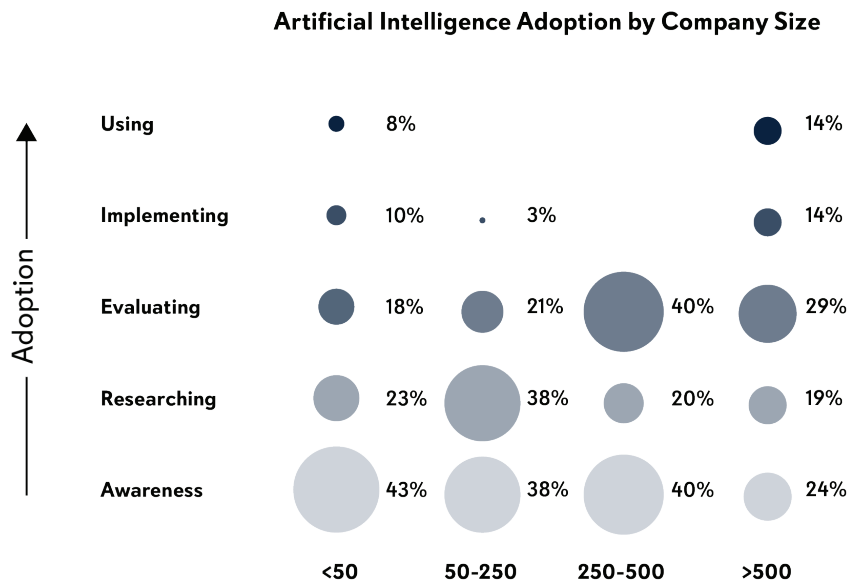 Artificial Intelligence Adoption by Company Size
Adoption
Using 8% 14%
Implementing 10% 3% 14%
Evaluating 18% 21% 40% 29%
Researching 23% 38% 20% 19%
Awareness 43% 38% 40% 24%
<50 50-250 250-500 >500